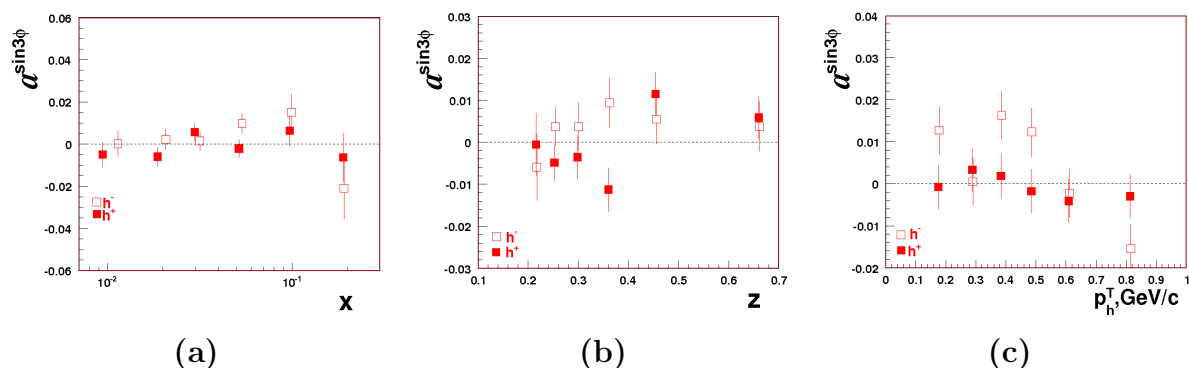 a^sin3ϕ
0.06
0.04
0.02
0
-0.02
-0.04
-0.06
h⁻
h⁺
10⁻² 10⁻¹
x
(a)
a^sin3ϕ
0.03
0.02
0.01
0
-0.01
-0.02
-0.03
h⁻
h⁺
0.1 0.2 0.3 0.4 0.5 0.6 0.7
z
(b)
a^sin3ϕ
0.04
0.03
0.02
0.01
0
-0.01
-0.02
h⁻
h⁺
0 0.1 0.2 0.3 0.4 0.5 0.6 0.7 0.8 0.9 1
p_h^T,GeV/c
(c)